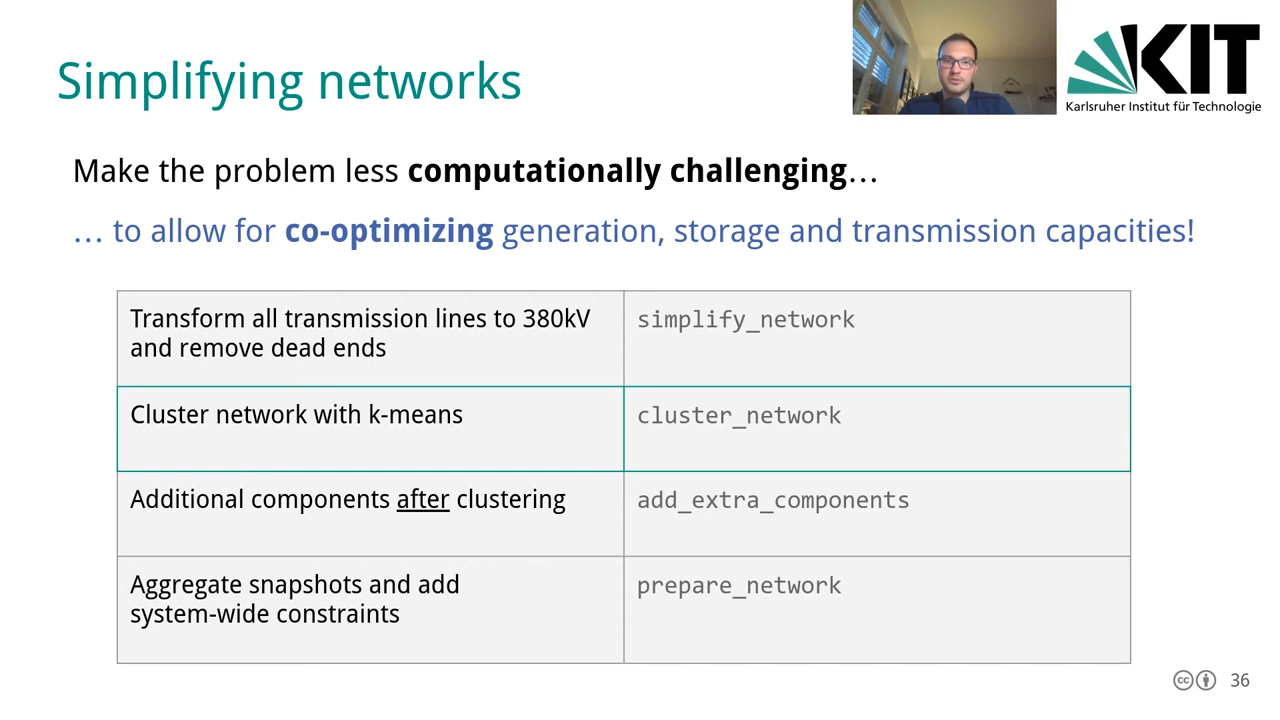 Simplifying networks
KIT
Karlsruher Institut für Technologie
Make the problem less computationally challenging…
… to allow for co-optimizing generation, storage and transmission capacities!
Transform all transmission lines to 380kV
and remove dead ends
simplify_network
Cluster network with k-means
cluster_network
Additional components after clustering
add_extra_components
Aggregate snapshots and add
system-wide constraints
prepare_network
cc
36